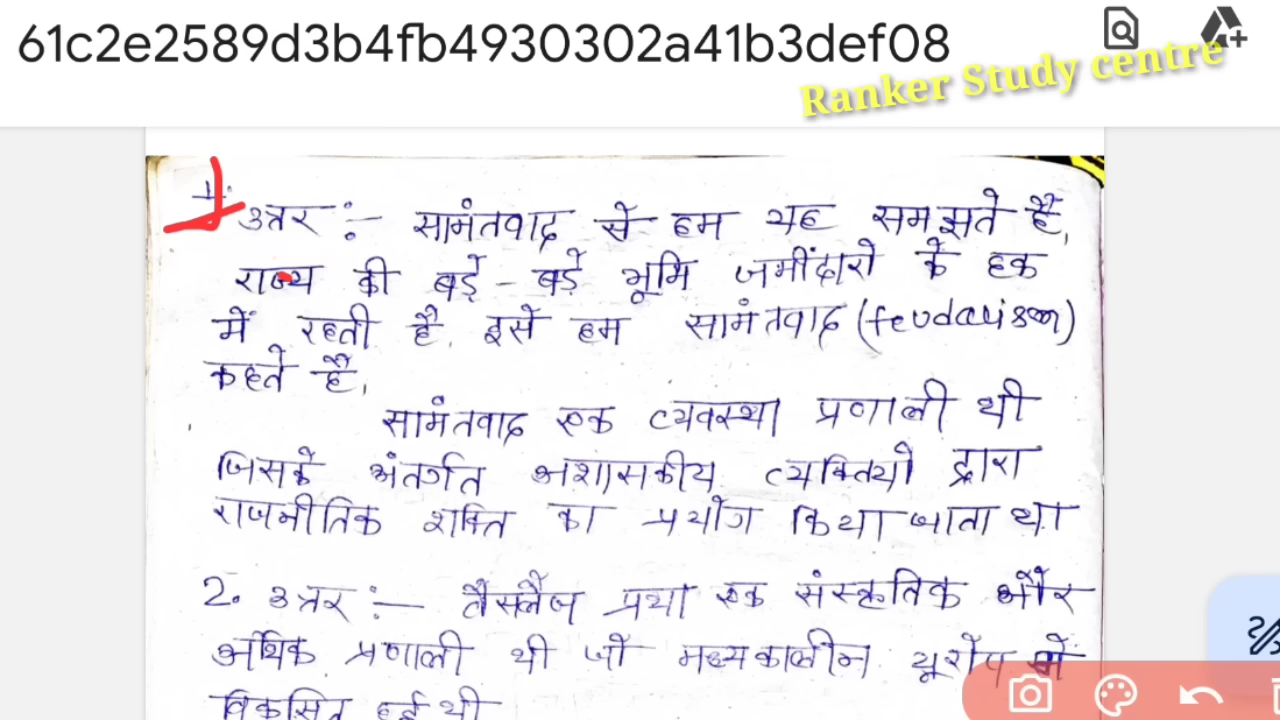 61c2e2589d3b4fb4930302a41b3def08
Ranker Study centre
1.
उत्तर :- सामंतवाद से हम यह समझते है,
राज्य की बड़े - बड़े भूमि जमींदारो के हक
में रहती है, इसे हम सामंतवाद (feudalism)
कहते है,
सामंतवाद एक व्यवस्था प्रणाली थी
जिसके अंतर्गत अशासकीय व्यक्तियो द्वारा
राजनीतिक शक्ति का प्रयोग किया जाता था
2. उत्तर :- वैसलैज प्रथा एक संस्कृतिक और
अर्थिक प्रणाली थी जो मध्यकालीन यूरोप में
विकसित हुई थी